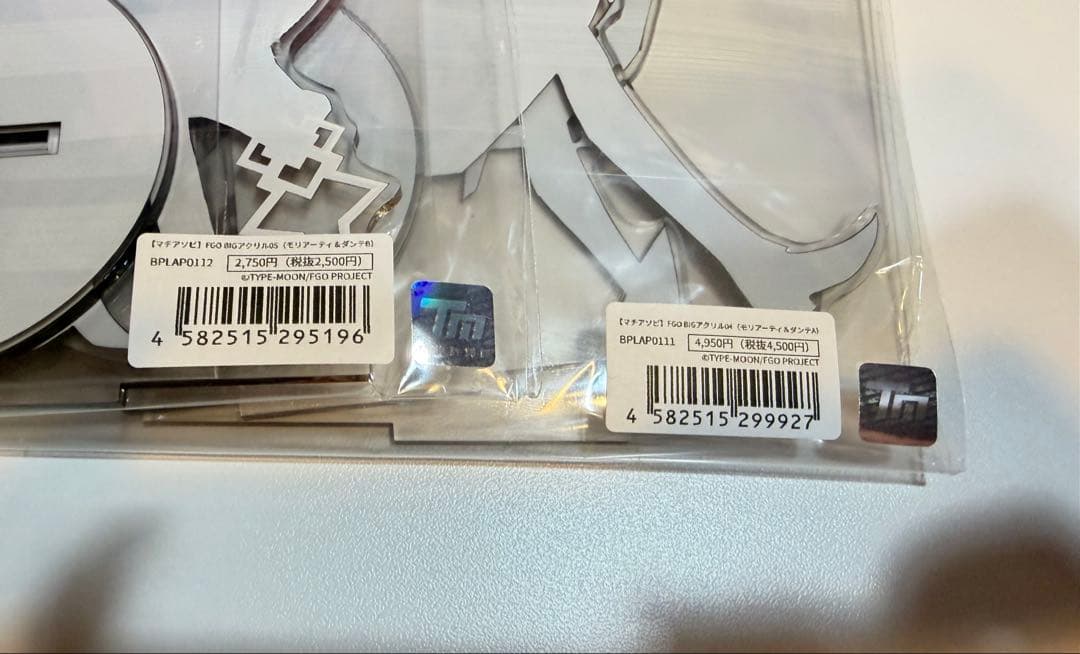 【マチアソビ】FGO BIGアクリル05（モリアーティ＆ダンテB）
BPLAP0112 2,750円（税抜2,500円）
©TYPE-MOON/FGO PROJECT
4 582515 295196
Tm
【マチアソビ】FGO BIGアクリル04（モリアーティ＆ダンテA）
BPLAP0111 4,950円（税抜4,500円）
©TYPE-MOON/FGO PROJECT
4 582515 299927
Tm